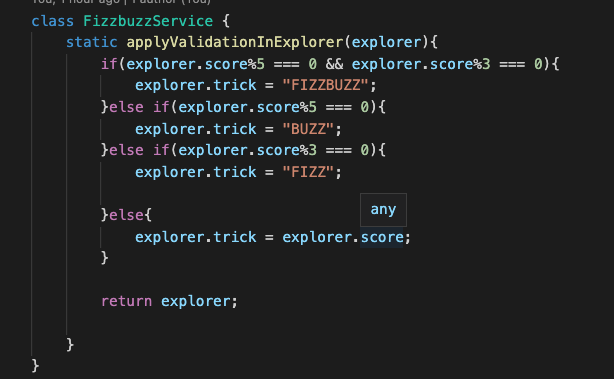 You, 1 hour ago | 1 author (You)
class FizzbuzzService {
    static applyValidationInExplorer(explorer){
        if(explorer.score%5 === 0 && explorer.score%3 === 0){
            explorer.trick = "FIZZBUZZ";
        }else if(explorer.score%5 === 0){
            explorer.trick = "BUZZ";
        }else if(explorer.score%3 === 0){
            explorer.trick = "FIZZ";
        }else{
any
            explorer.trick = explorer.score;
        }
        return explorer;
    }
}